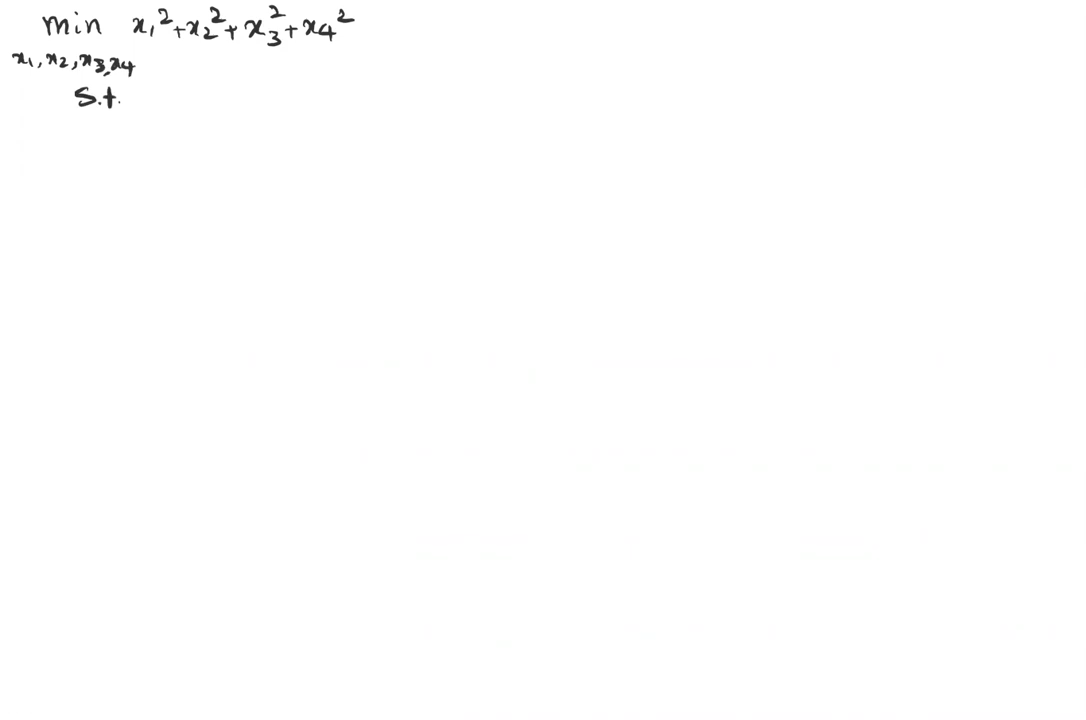 min x₁² + x₂² + x₃² + x₄²
x₁, x₂, x₃, x₄
s.t.